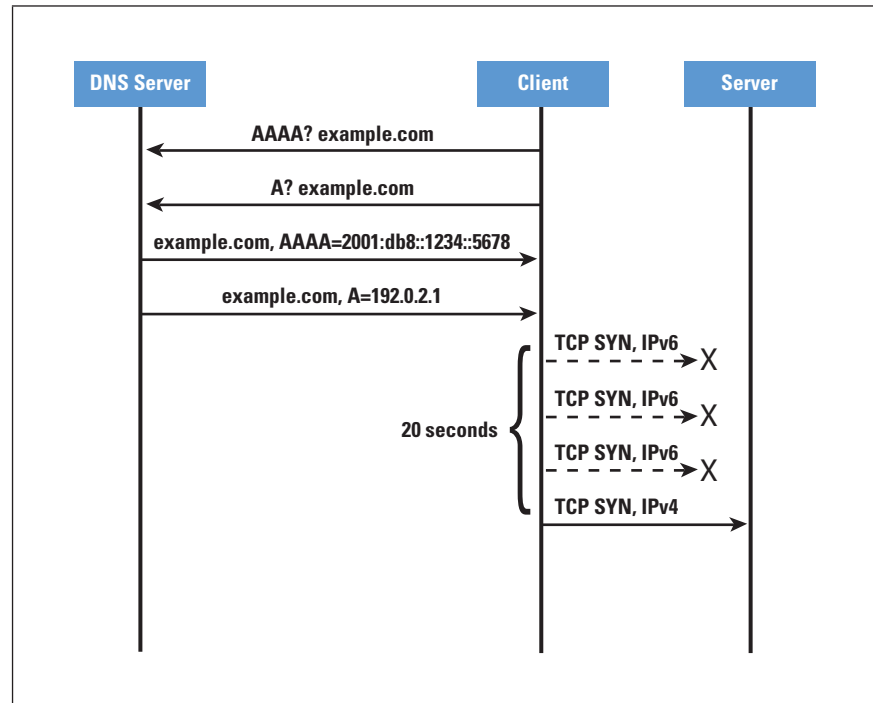 DNS Server
Client
Server
AAAA? example.com
A? example.com
example.com, AAAA=2001:db8::1234::5678
example.com, A=192.0.2.1
TCP SYN, IPv6
X
TCP SYN, IPv6
X
20 seconds
TCP SYN, IPv6
X
TCP SYN, IPv4